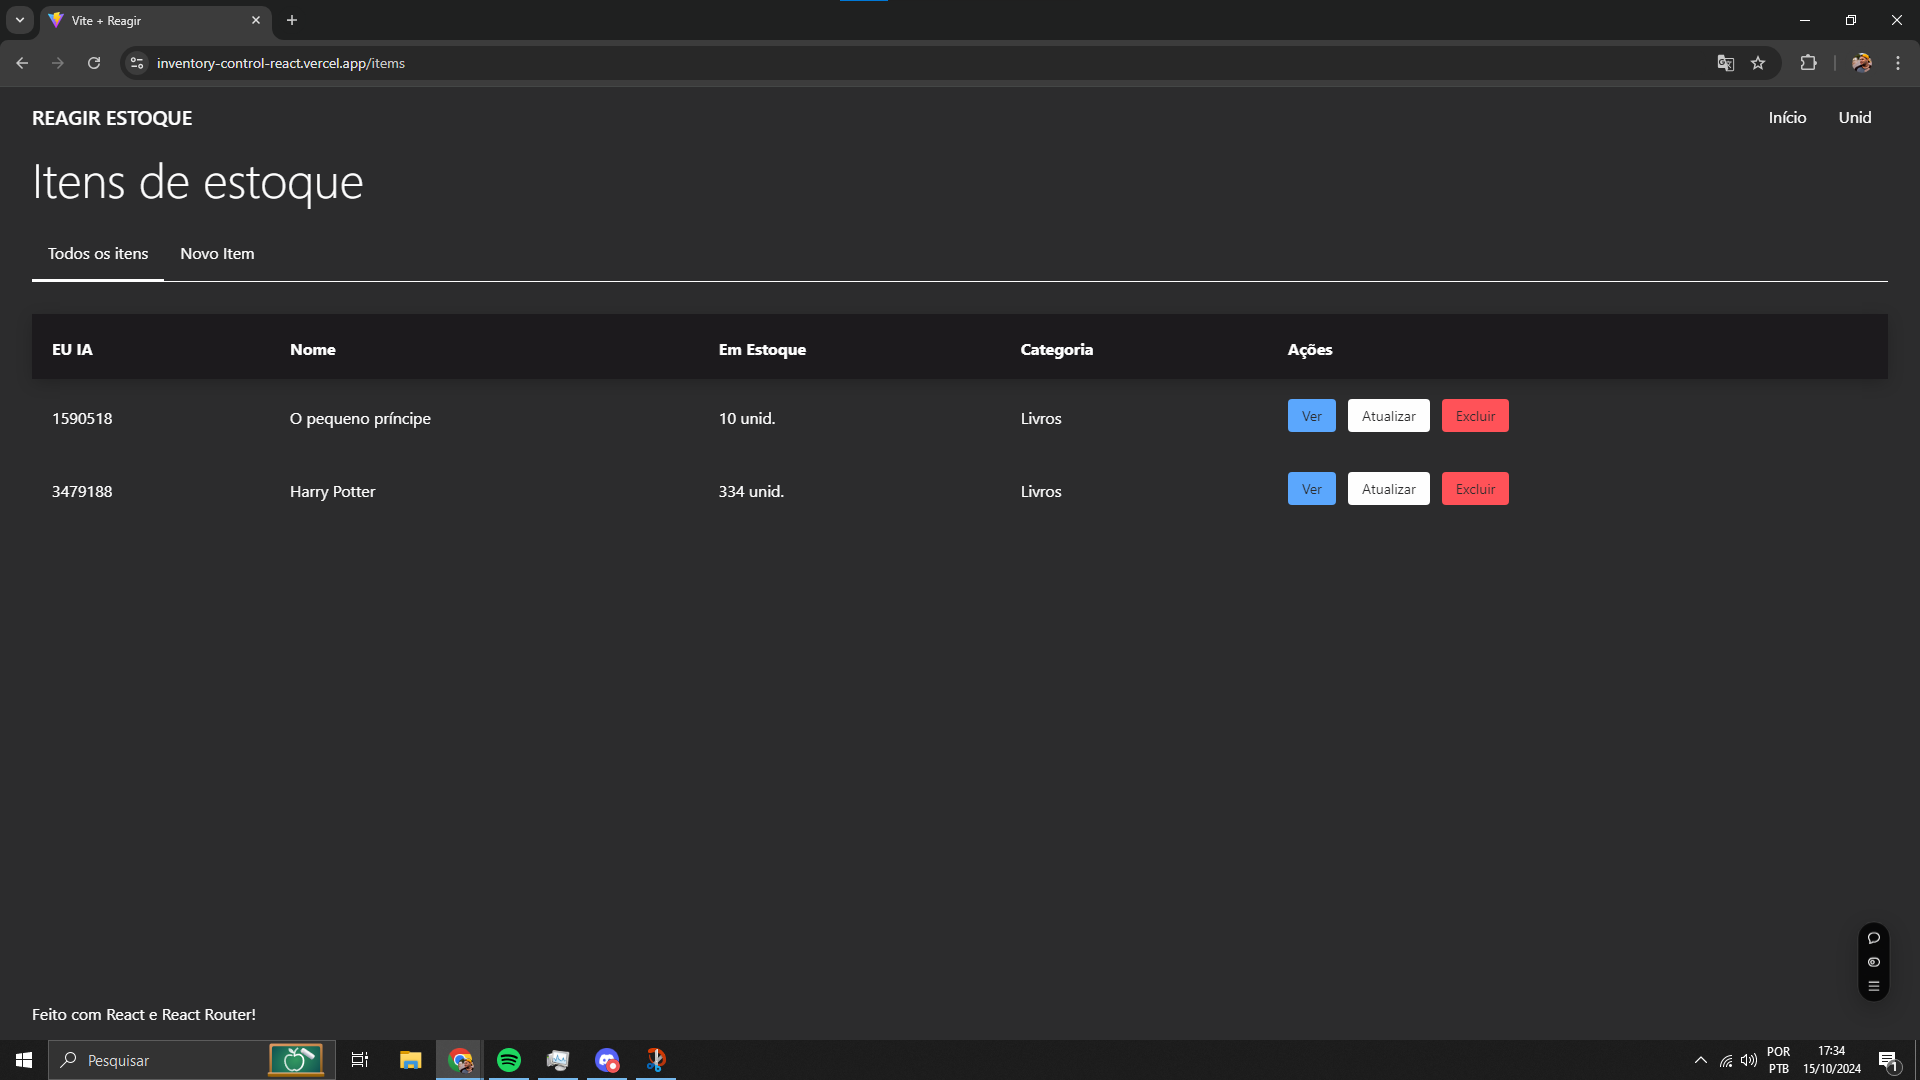 Vite + Reagir
inventory-control-react.vercel.app/items
REAGIR ESTOQUE
Início Unid
Itens de estoque
Todos os itens Novo Item
EU IA Nome Em Estoque Categoria Ações
1590518 O pequeno príncipe 10 unid. Livros Ver Atualizar Excluir
3479188 Harry Potter 334 unid. Livros Ver Atualizar Excluir
Feito com React e React Router!
Pesquisar
POR
PTB
17:34
15/10/2024
1